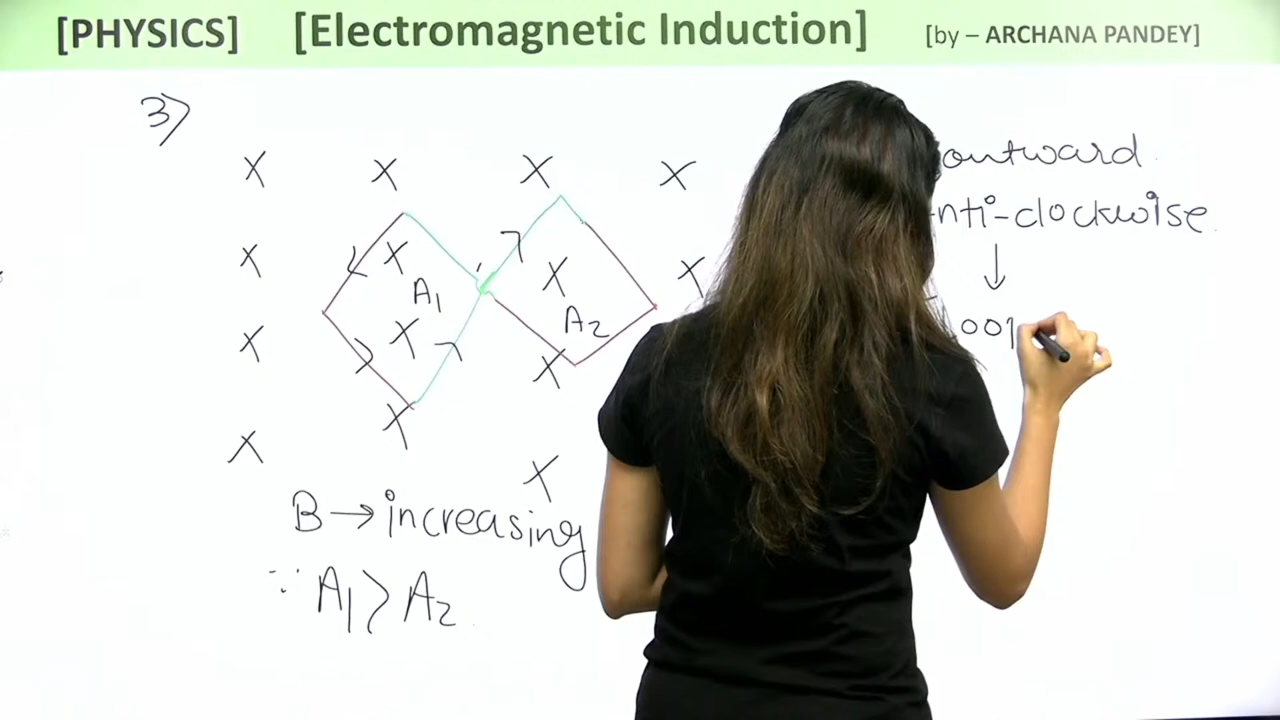 [PHYSICS] [Electromagnetic Induction] [by – ARCHANA PANDEY]
3)
X X X X
outward
nti-clockwise
↓
X X X X
A1
A2
X X X
X X X
B → increasing
∵ A1 > A2